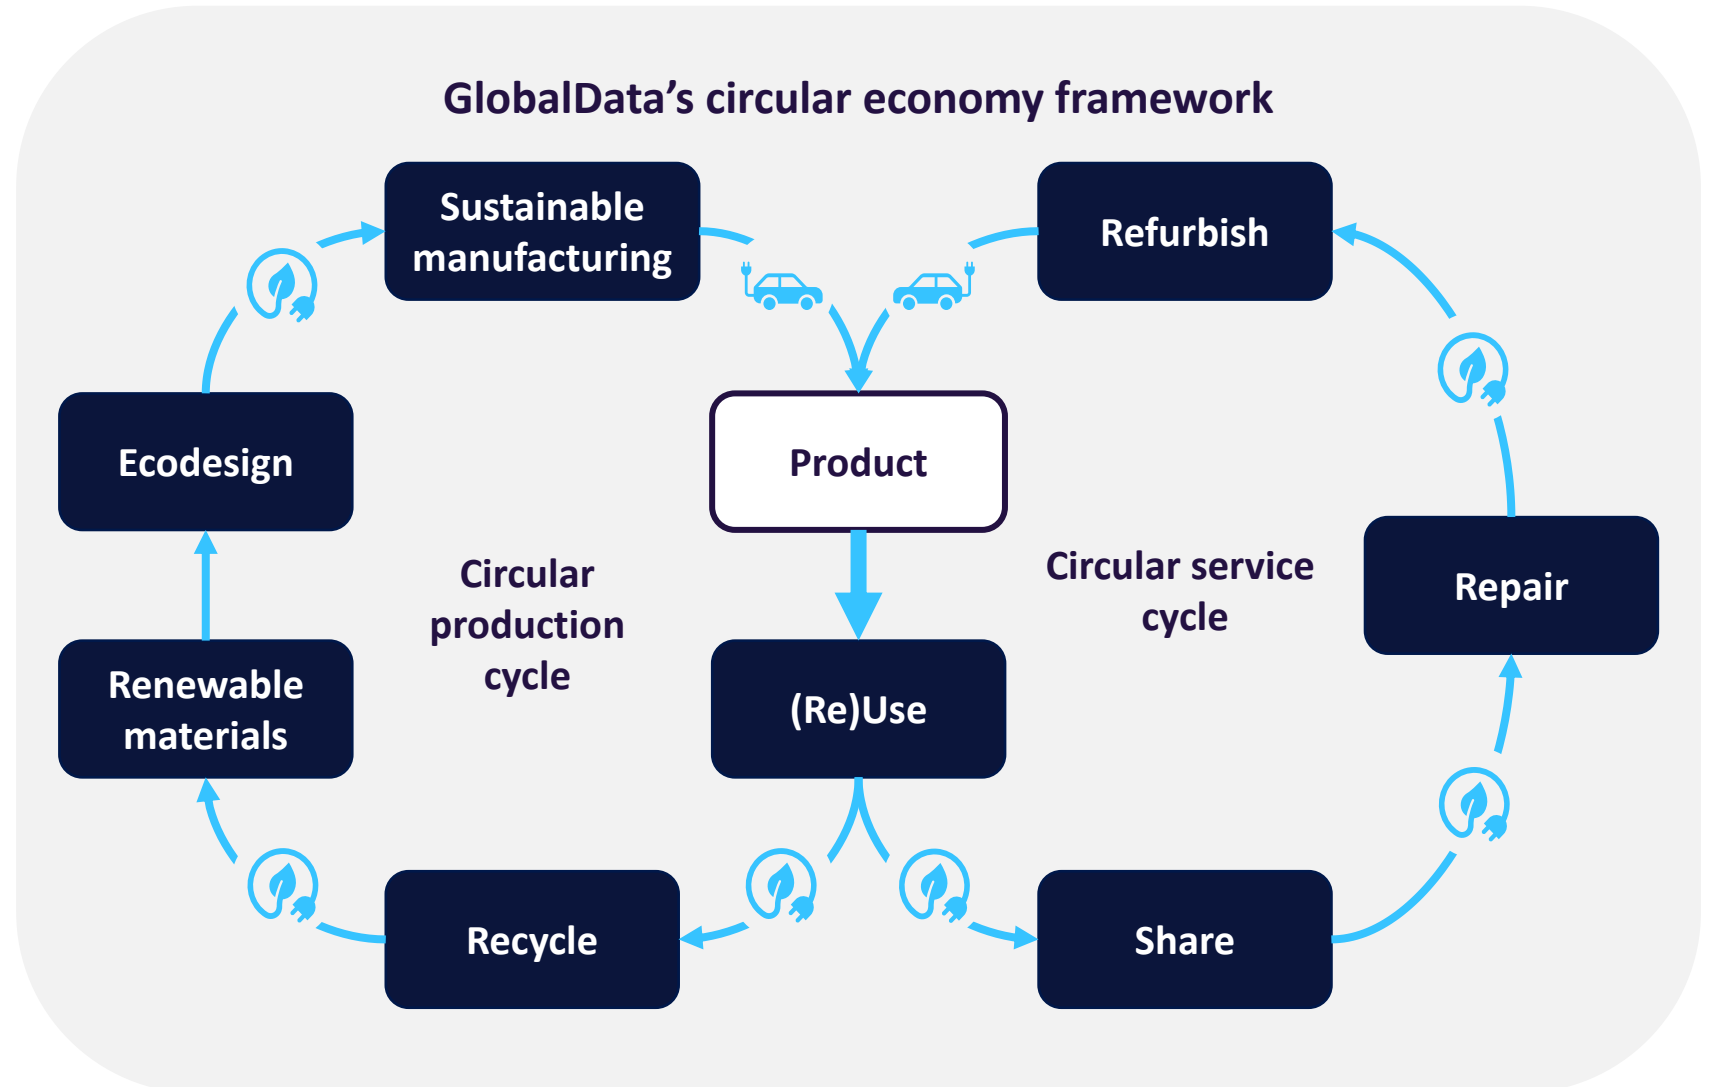 GlobalData’s circular economy framework
Sustainable
manufacturing
Refurbish
Ecodesign
Product
Circular
production
cycle
Circular service
cycle
Repair
Renewable
materials
(Re)Use
Recycle
Share